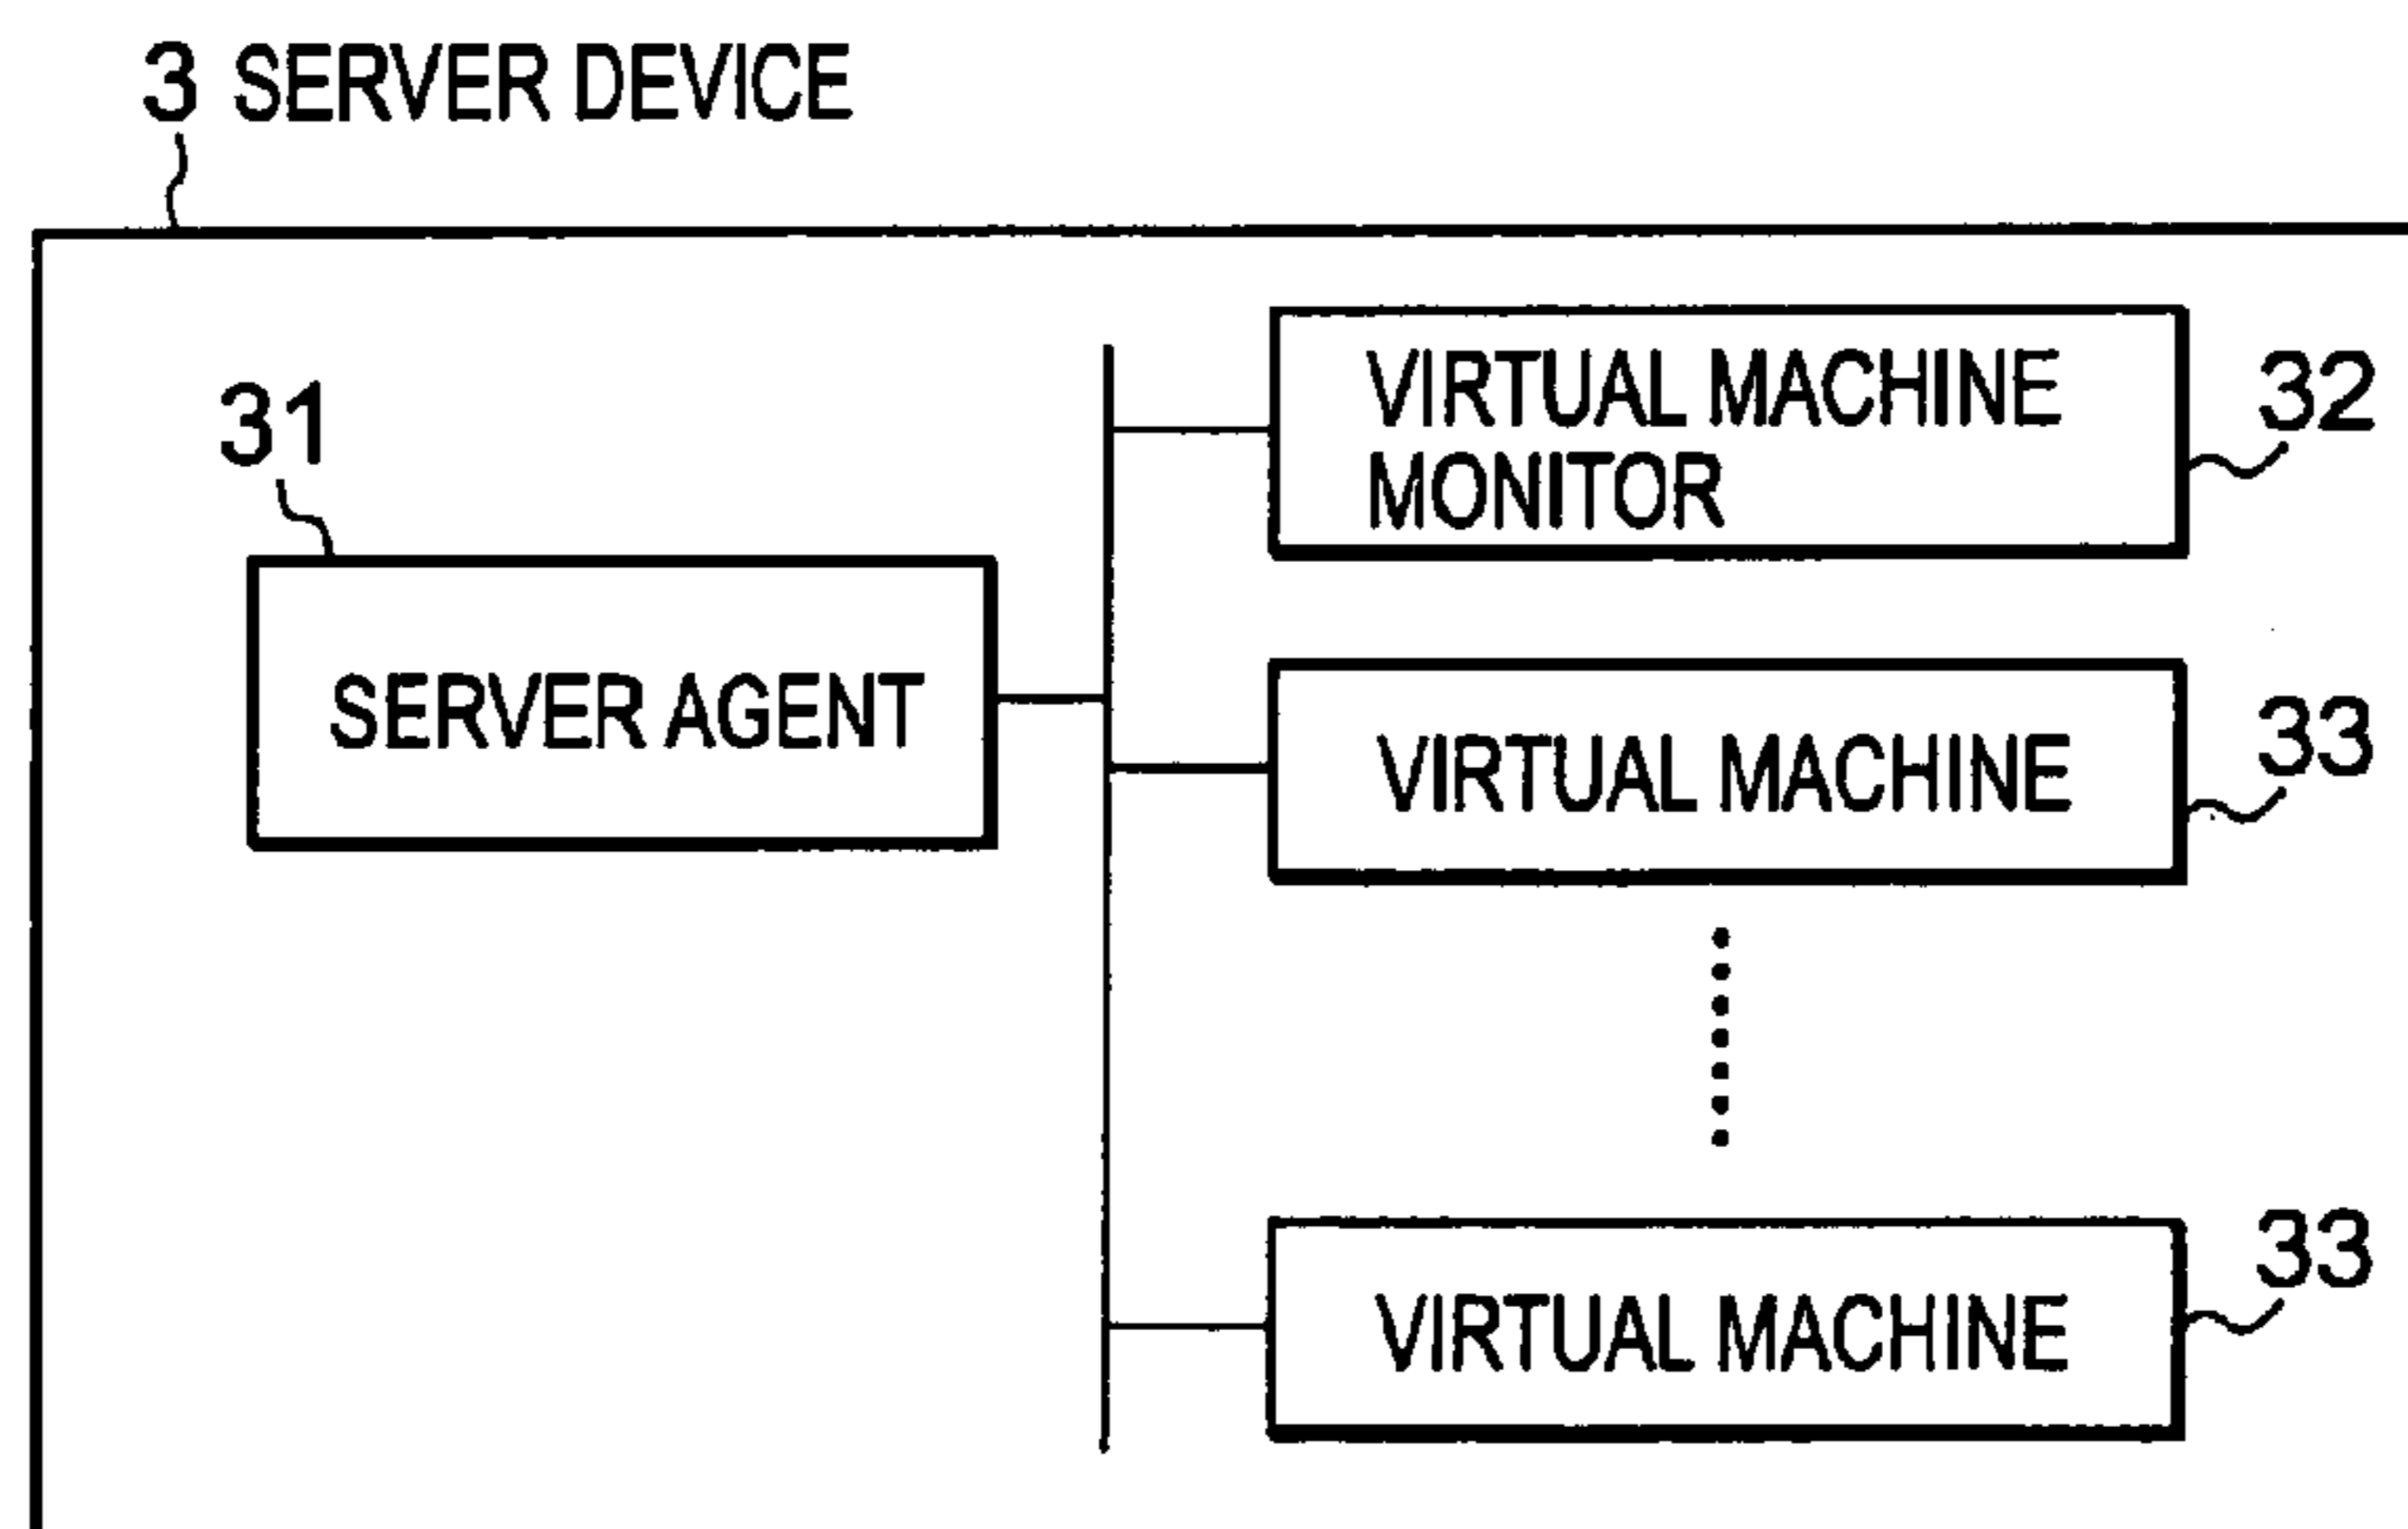 3 SERVER DEVICE
31
SERVER AGENT
VIRTUAL MACHINE
MONITOR
32
VIRTUAL MACHINE
33
VIRTUAL MACHINE
33